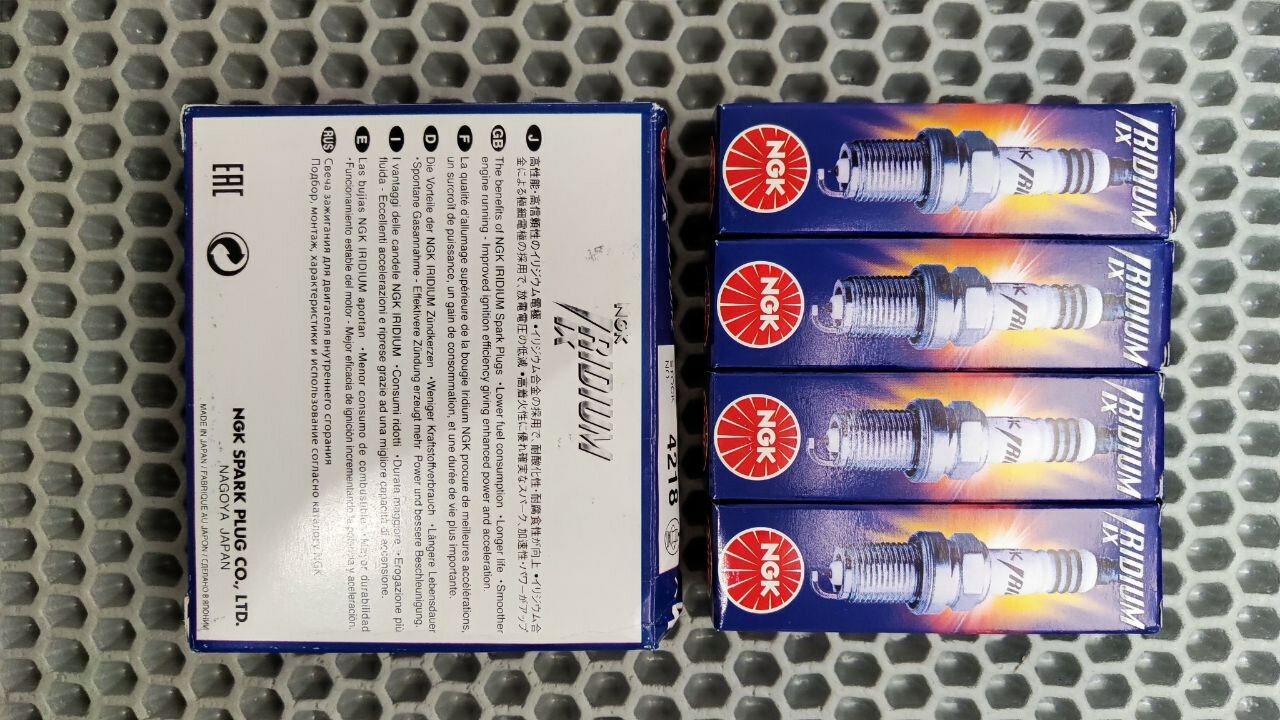 NGK
IRIDIUM
IX
J 高性能・高信頼性のイリジウム電極 •イリジウム合金の採用で、耐酸化性・耐腐食性が向上 •イリジウム合
金による極細電極の採用で、放電電圧の低減 •着火性に優れ確実なスパーク、加速性・パワーがアップ
GB The benefits of NGK IRIDIUM Spark Plugs •Lower fuel consumption •Longer life •Smoother
engine running - Improved ignition efficiency giving enhanced power and acceleration.
F La qualité d'allumage supérieure de la bougie Iridium NGK procure de meilleures accélérations,
un surcroît de puissance, un gain de consommation, et une durée de vie plus importante.
D Die Vorteile der NGK IRIDIUM Zündkerzen •Weniger Kraftstoffverbrauch •Längere Lebensdauer
•Spontane Gasannahme - Effektivere Zündung erzeugt mehr Power und bessere Beschleunigung.
I I vantaggi delle candele NGK IRIDIUM •Consumi ridotti •Durata maggiore •Erogazione più
fluida - Eccellenti accelerazioni e riprese grazie ad una migliore capacità di accensione.
E Las bujías NGK IRIDIUM aportan •Menor consumo de combustible •Mayor durabilidad
•Funcionamiento estable del motor - Mejor eficacia de ignición incrementando la potencia y aceleración.
RUS Свеча зажигания для двигателя внутреннего сгорания
Подбор, монтаж, характеристики и использование согласно каталогу NGK
EAC
NGK SPARK PLUG CO., LTD.
NAGOYA JAPAN
MADE IN JAPAN / FABRIQUE AU JAPON / СДЕЛАНО В ЯПОНИИ
STOCK
NO.
4218
NGK
IRIDIUM
IX
NGK
IRIDIUM
IX
NGK
IRIDIUM
IX
NGK
IRIDIUM
IX